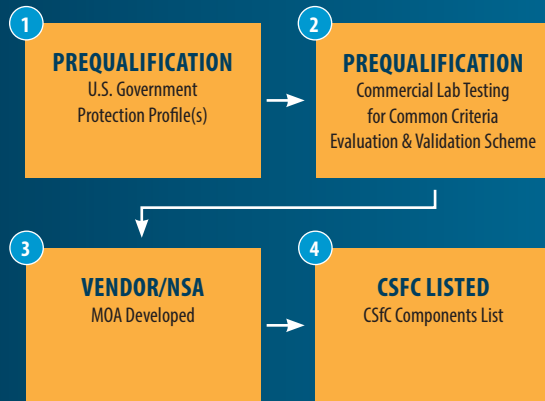 1
PREQUALIFICATION
U.S. Government
Protection Profile(s)
2
PREQUALIFICATION
Commercial Lab Testing
for Common Criteria
Evaluation & Validation Scheme
3
VENDOR/NSA
MOA Developed
4
CSFC LISTED
CSfC Components List